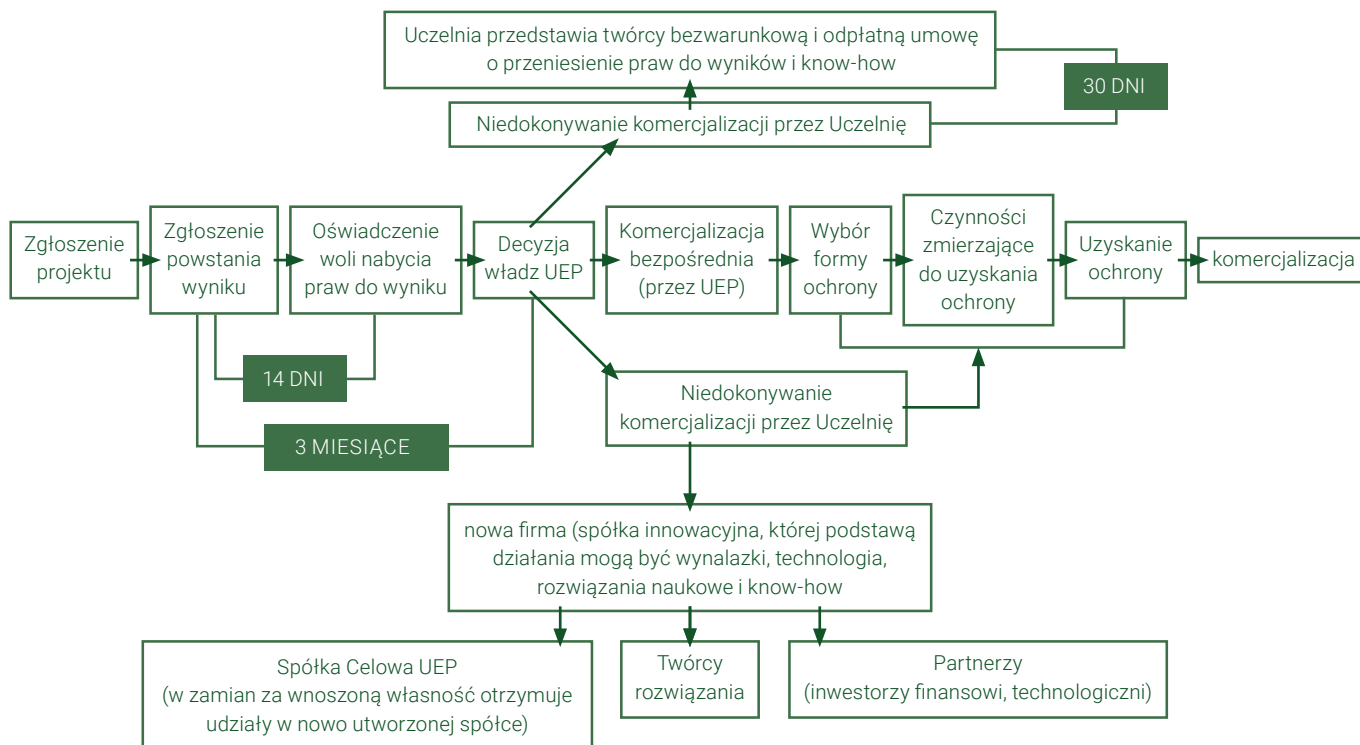 Uczelnia przedstawia twórcy bezwarunkową i odpłatną umowę
o przeniesienie praw do wyników i know-how
30 DNI
Niedokonywanie komercjalizacji przez Uczelnię
Zgłoszenie
projektu
Zgłoszenie
powstania
wyniku
Oświadczenie
woli nabycia
praw do wyniku
Decyzja
władz UEP
Komercjalizacja
bezpośrednia
(przez UEP)
Wybór
formy
ochrony
Czynności
zmierzające
do uzyskania
ochrony
Uzyskanie
ochrony
komercjalizacja
14 DNI
3 MIESIĄCE
Niedokonywanie
komercjalizacji przez Uczelnię
nowa firma (spółka innowacyjna, której podstawą
działania mogą być wynalazki, technologia,
rozwiązania naukowe i know-how
Spółka Celowa UEP
(w zamian za wnoszoną własność otrzymuje
udziały w nowo utworzonej spółce)
Twórcy
rozwiązania
Partnerzy
(inwestorzy finansowi, technologiczni)